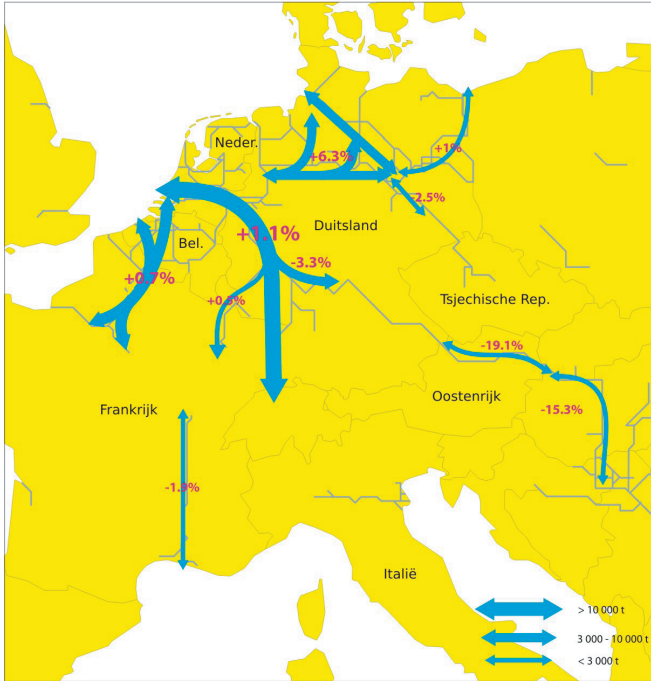 Neder.
+6.3%
+1%
-2.5%
Duitsland
+1.1%
Bel.
-3.3%
+0.7%
+0.3%
Tsjechische Rep.
-19.1%
Oostenrijk
-15.3%
Frankrijk
-1.9%
Italië
> 10 000 t
3 000 - 10 000 t
< 3 000 t